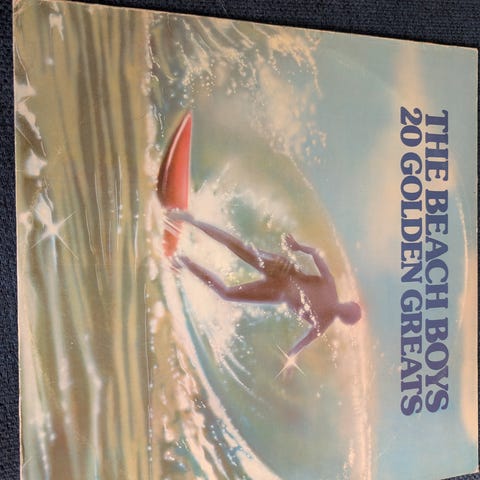 THE BEACH BOYS
20 GOLDEN GREATS